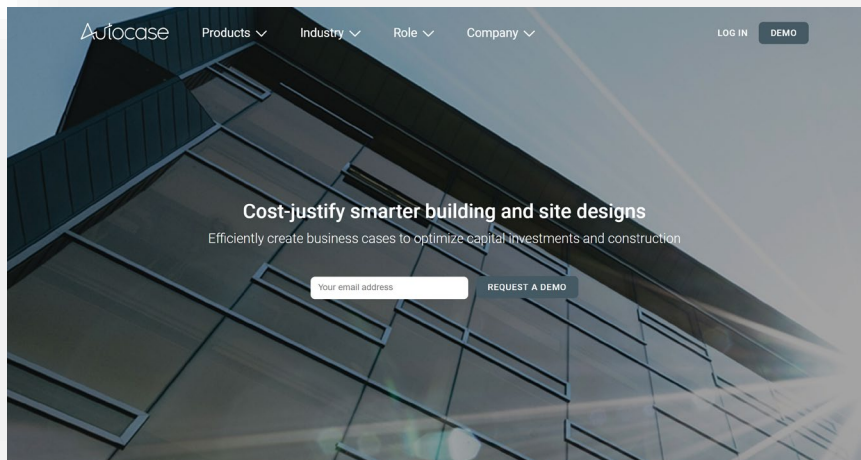 Autocase
Products
Industry
Role
Company
LOG IN
DEMO
Cost-justify smarter building and site designs
Efficiently create business cases to optimize capital investments and construction
Your email address
REQUEST A DEMO